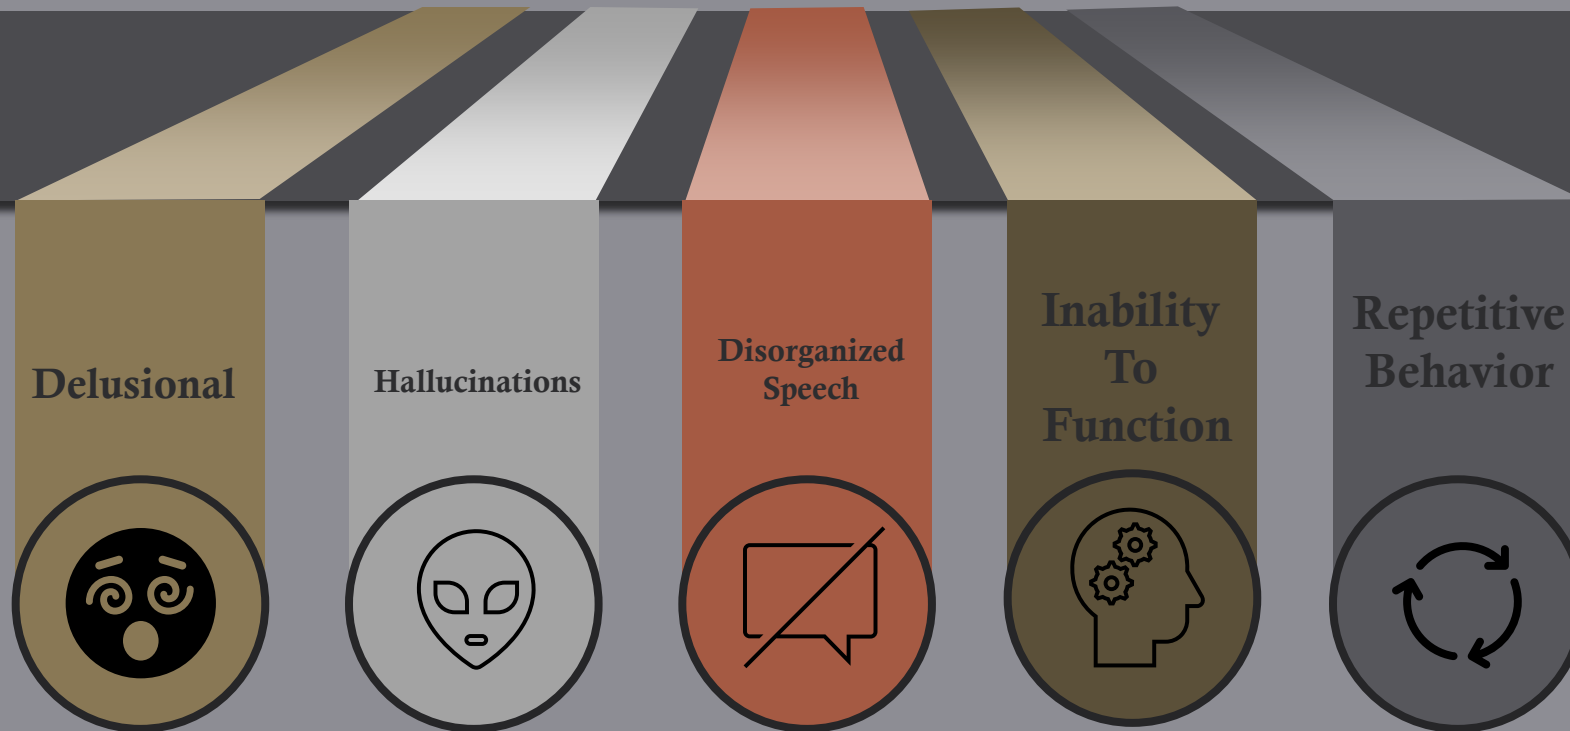 Delusional
Hallucinations
Disorganized
Speech
Inability
To
Function
Repetitive
Behavior